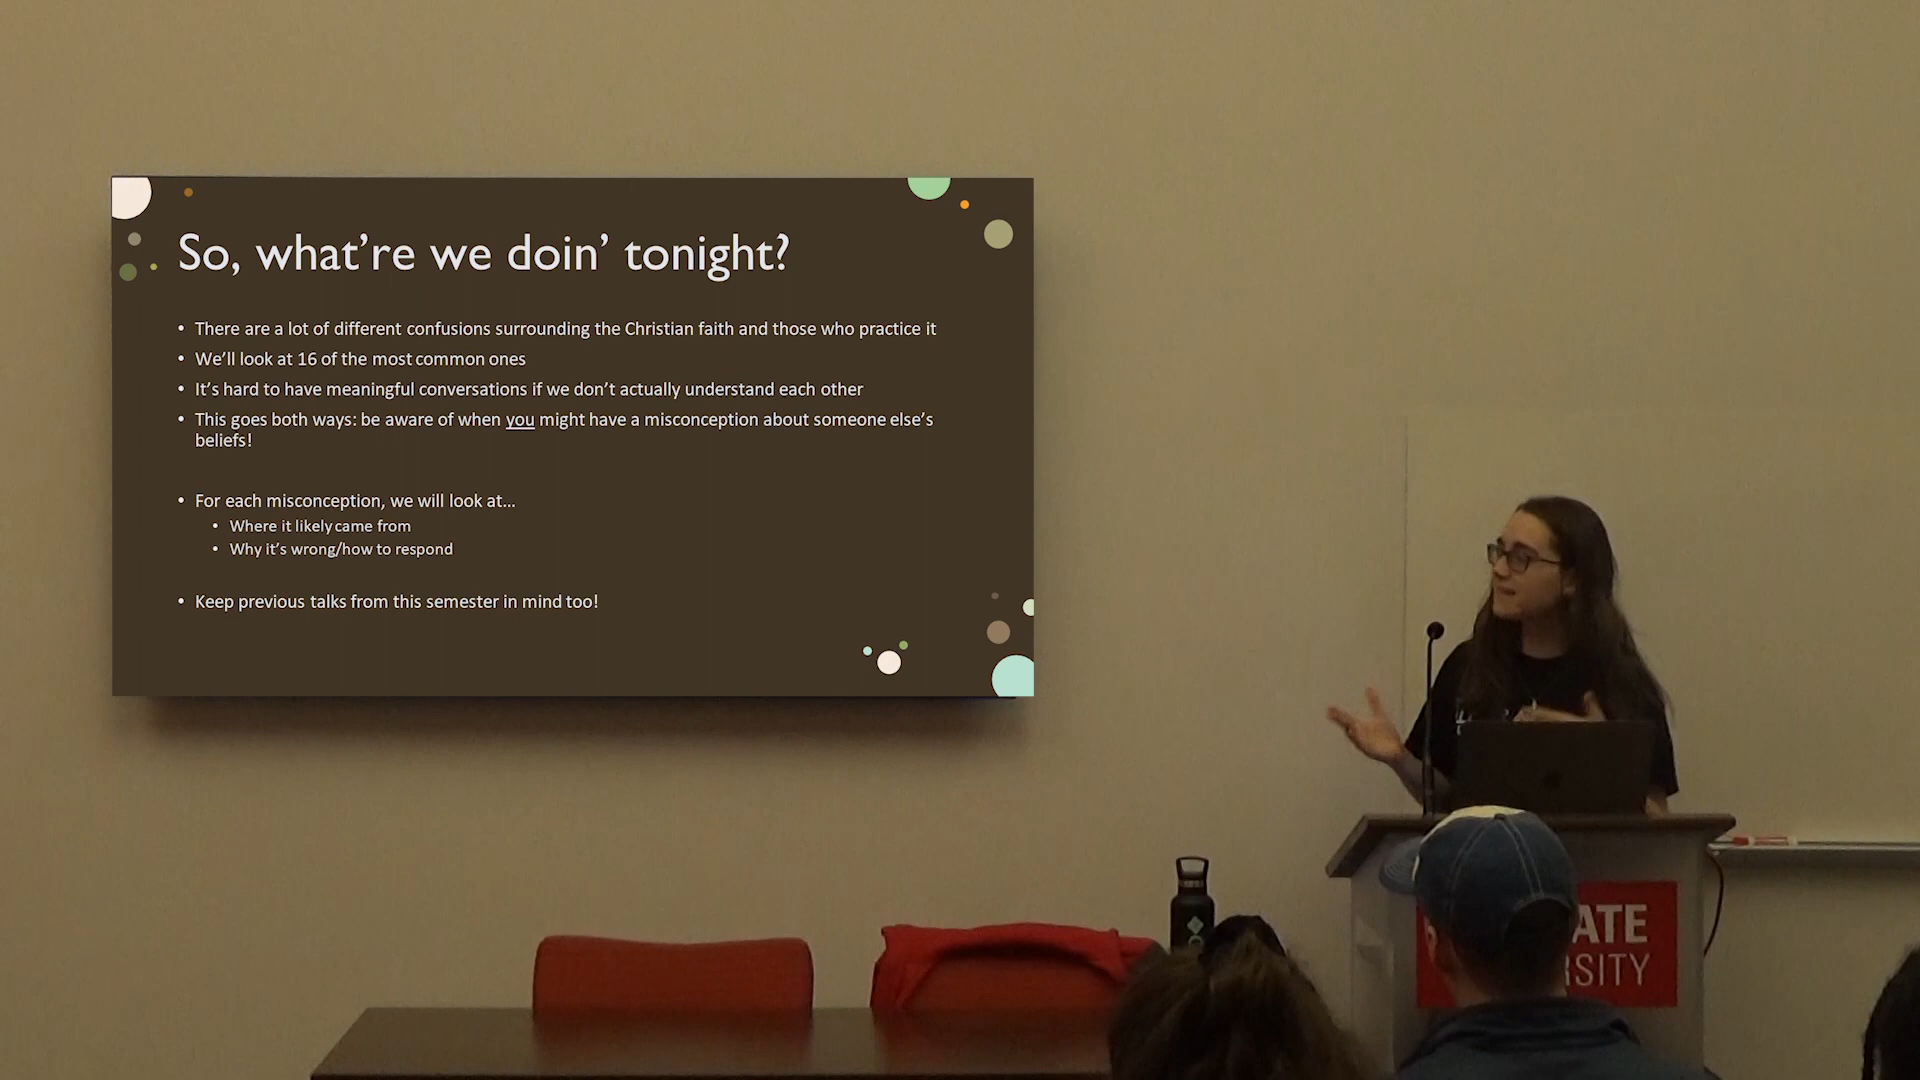 So, what're we doin' tonight?
• There are a lot of different confusions surrounding the Christian faith and those who practice it
• We'll look at 16 of the most common ones
• It's hard to have meaningful conversations if we don't actually understand each other
• This goes both ways: be aware of when you might have a misconception about someone else's
beliefs!
• For each misconception, we will look at...
• Where it likely came from
• Why it's wrong/how to respond
• Keep previous talks from this semester in mind too!
ATE
RSITY